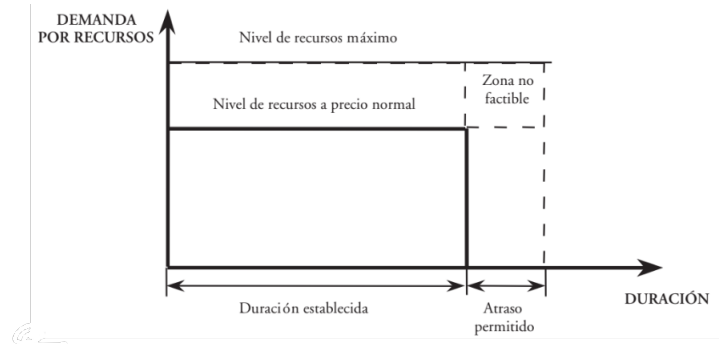 DEMANDA
POR RECURSOS
Nivel de recursos máximo
Zona no
factible
Nivel de recursos a precio normal
DURACIÓN
Duración establecida
Atraso
permitido